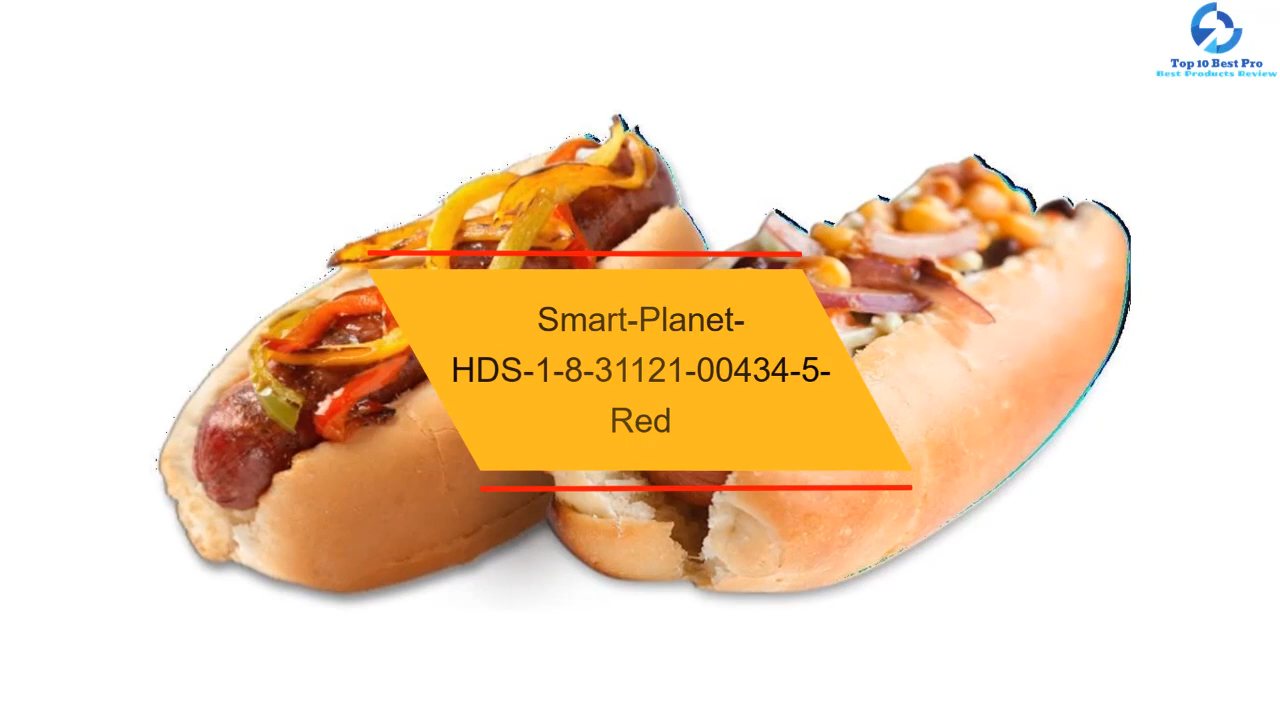 Top 10 Best Pro
Best Products Review
Smart-Planet-
HDS-1-8-31121-00434-5-
Red